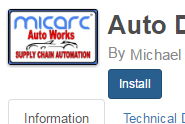 micarc
Auto Works
SUPPLY CHAIN AUTOMATION
Auto
By Michael
Install
Information
Technical